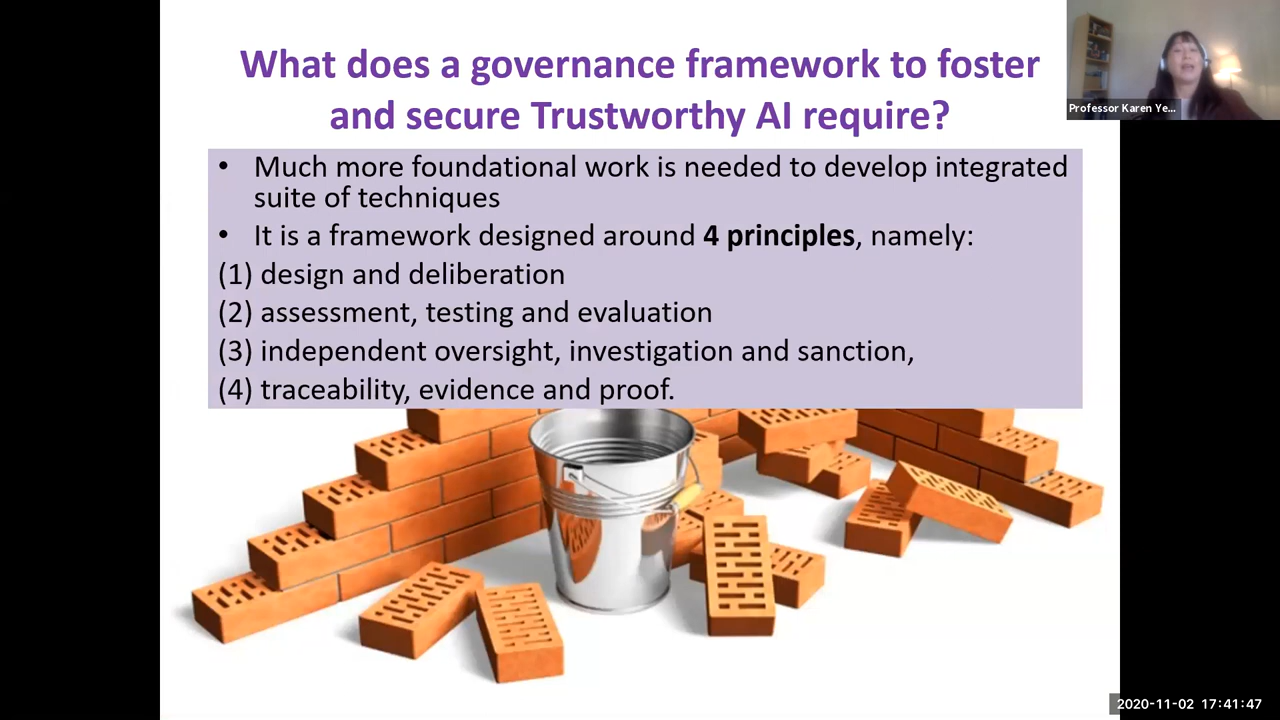 What does a governance framework to foster
and secure Trustworthy AI require?
• Much more foundational work is needed to develop integrated
suite of techniques
• It is a framework designed around 4 principles, namely:
(1) design and deliberation
(2) assessment, testing and evaluation
(3) independent oversight, investigation and sanction,
(4) traceability, evidence and proof.
Professor Karen Ye...
2020-11-02 17:41:47